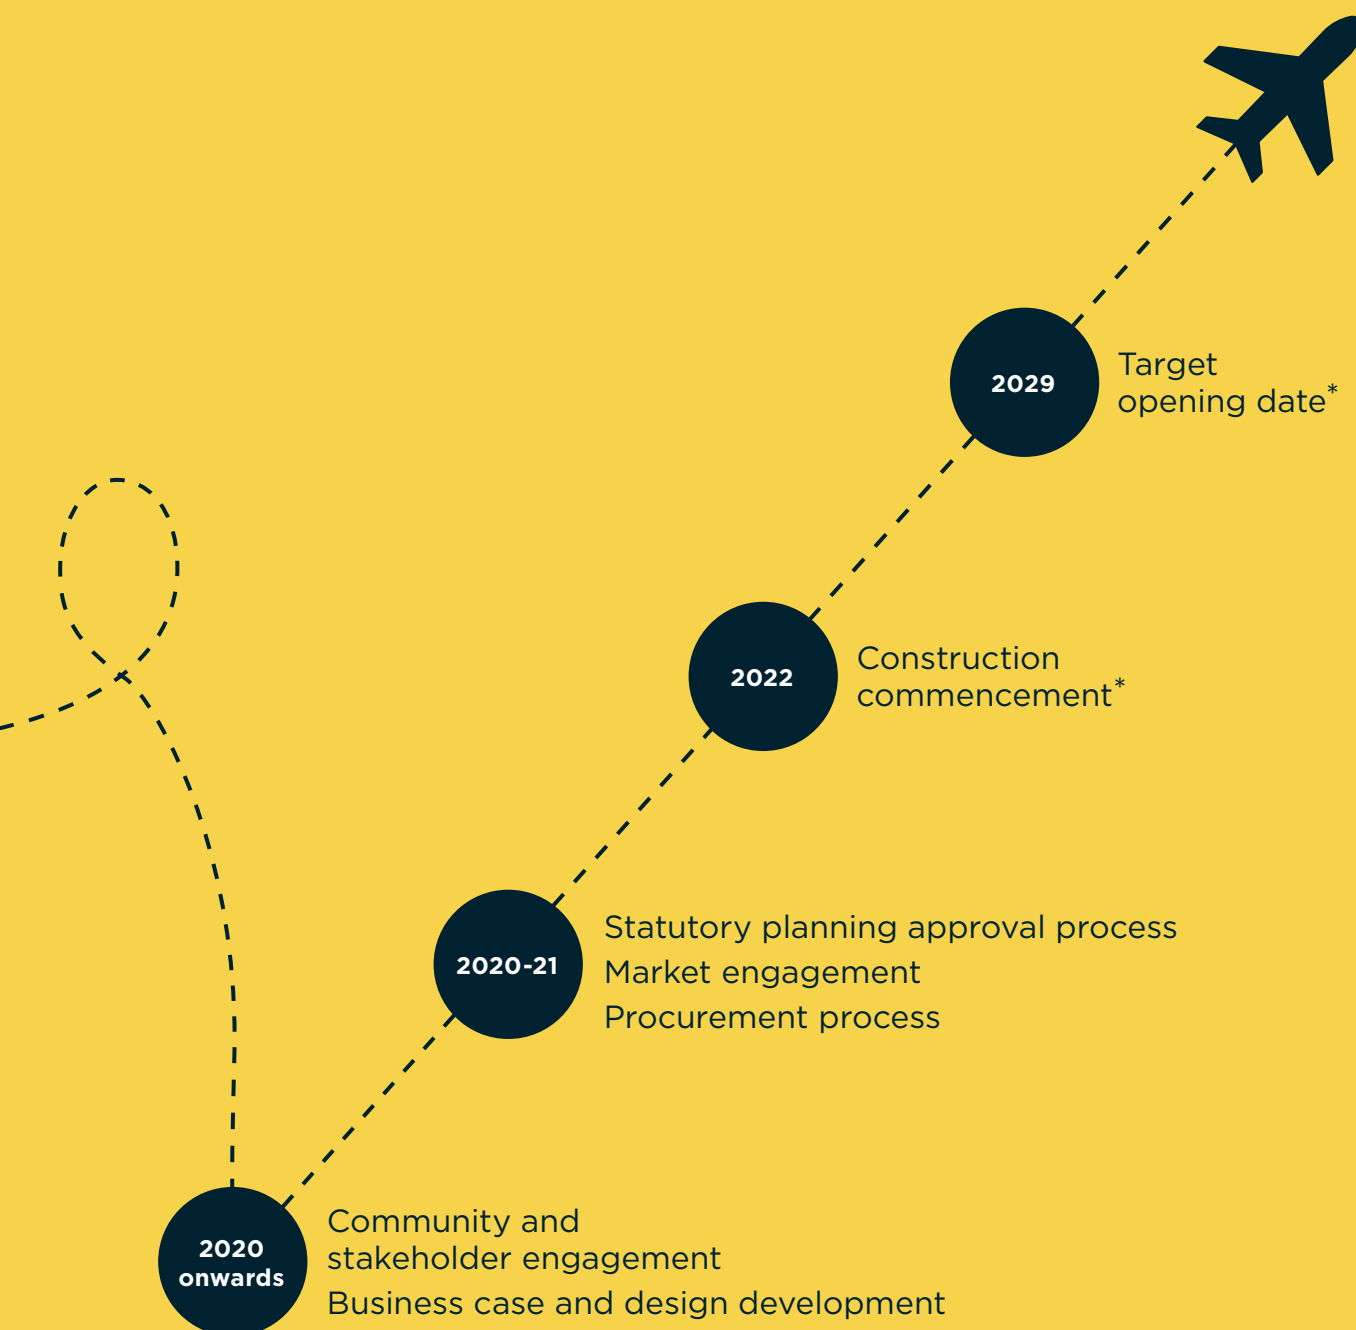 2029
Target
opening date*
2022
Construction
commencement*
2020-21
Statutory planning approval process
Market engagement
Procurement process
2020
onwards
Community and
stakeholder engagement
Business case and design development